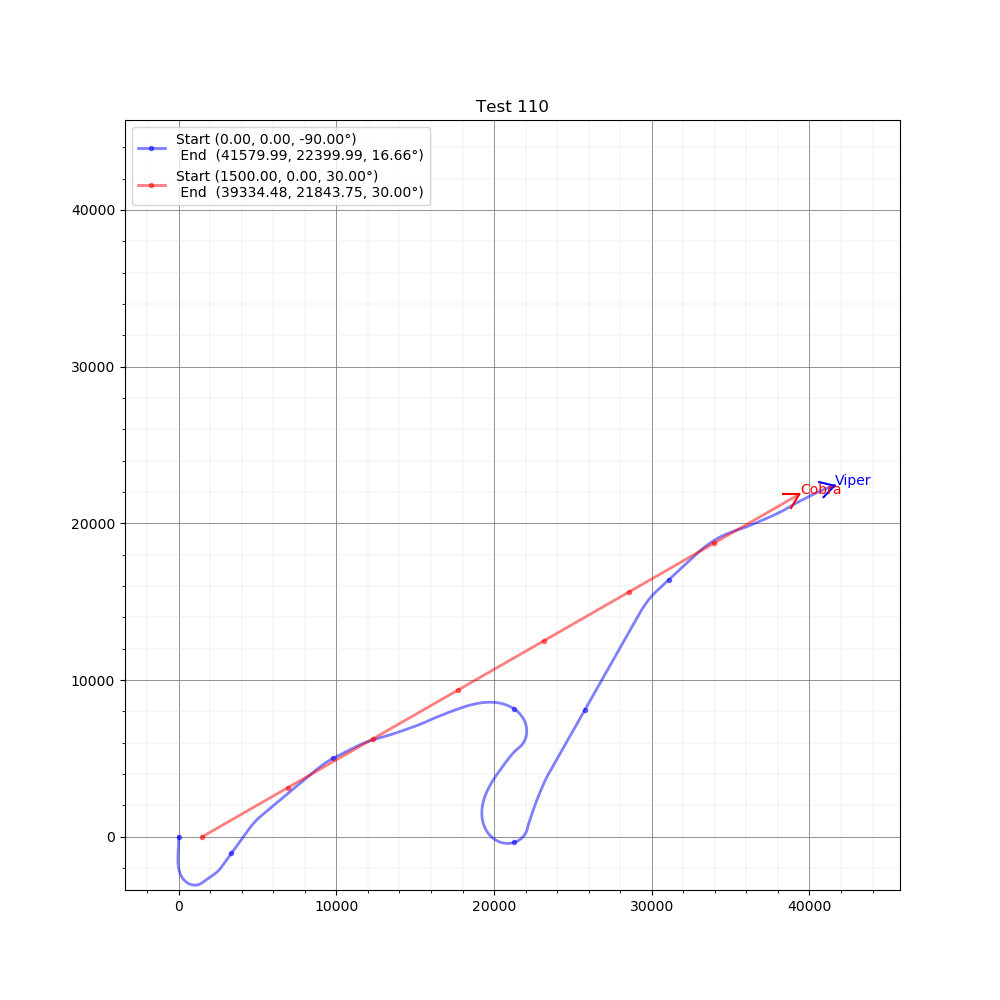 Test 110
Start (0.00, 0.00, -90.00°)
End  (41579.99, 22399.99, 16.66°)
Start (1500.00, 0.00, 30.00°)
End  (39334.48, 21843.75, 30.00°)
40000
30000
20000
10000
0
Viper
Cobra
0
10000
20000
30000
40000